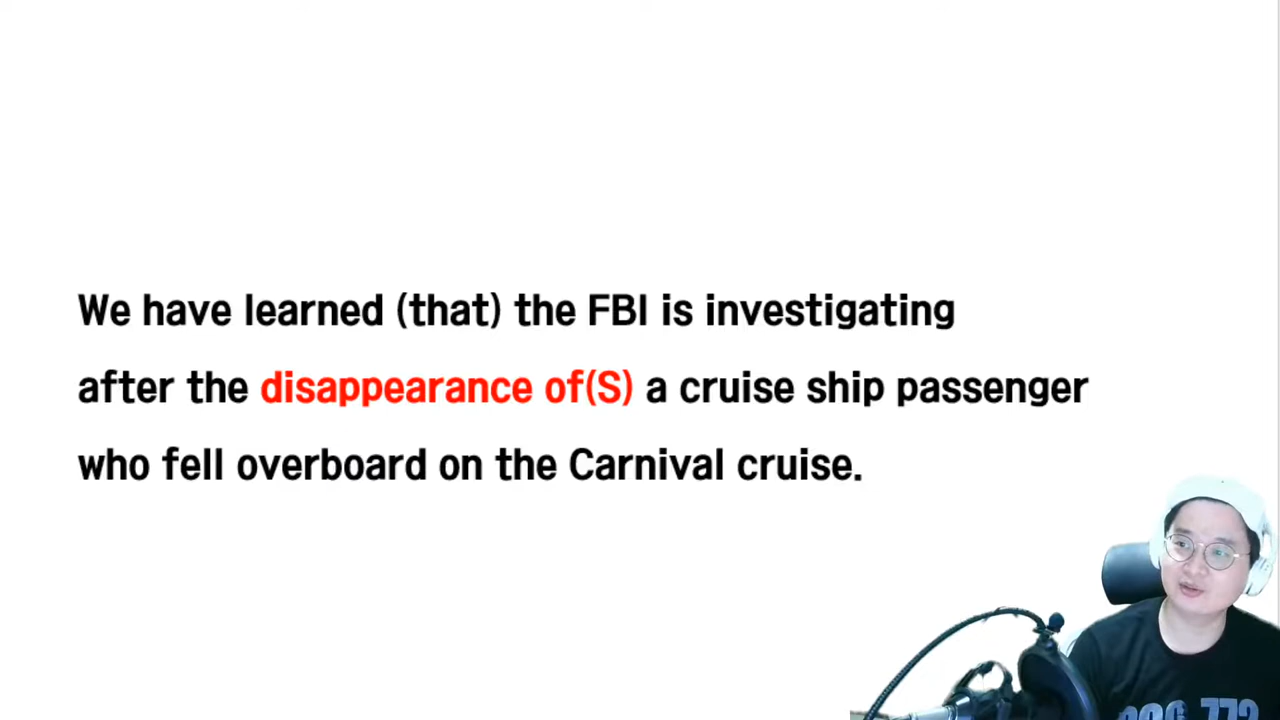 We have learned (that) the FBI is investigating
after the disappearance of(S) a cruise ship passenger
who fell overboard on the Carnival cruise.